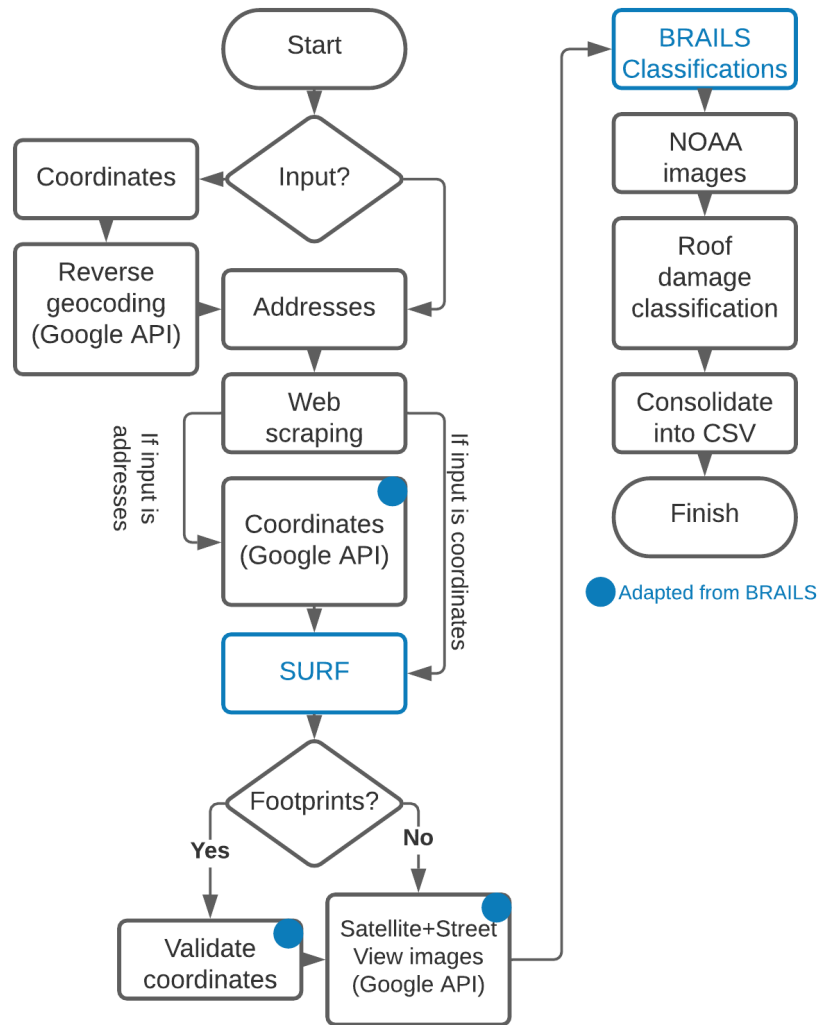 Start
Input?
Coordinates
Reverse
geocoding
(Google API)
Addresses
Web
scraping
If input is
addresses
If input is coordinates
Coordinates
(Google API)
SURF
Footprints?
Yes
No
Validate
coordinates
Satellite+Street
View images
(Google API)
BRAILS
Classifications
NOAA
images
Roof
damage
classification
Consolidate
into CSV
Finish
Adapted from BRAILS